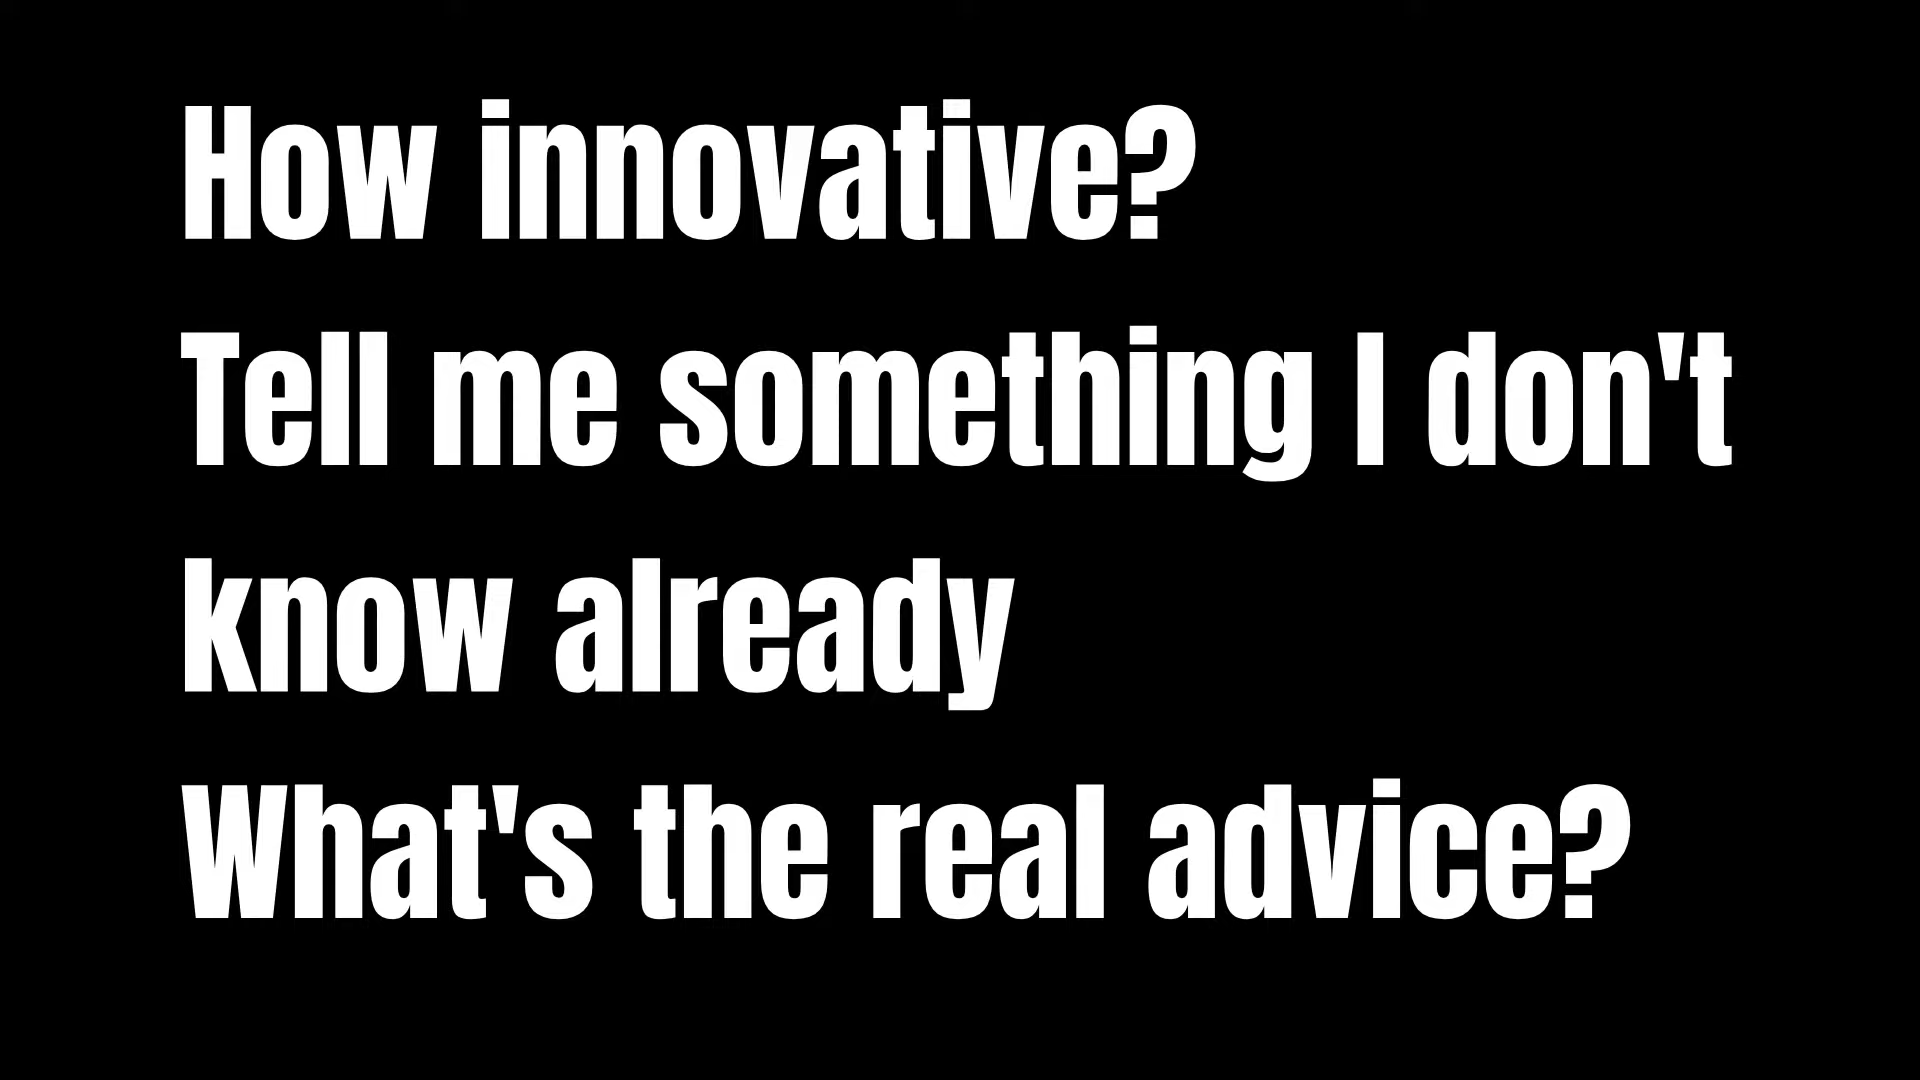 How innovative?
Tell me something I don't
know already
What's the real advice?